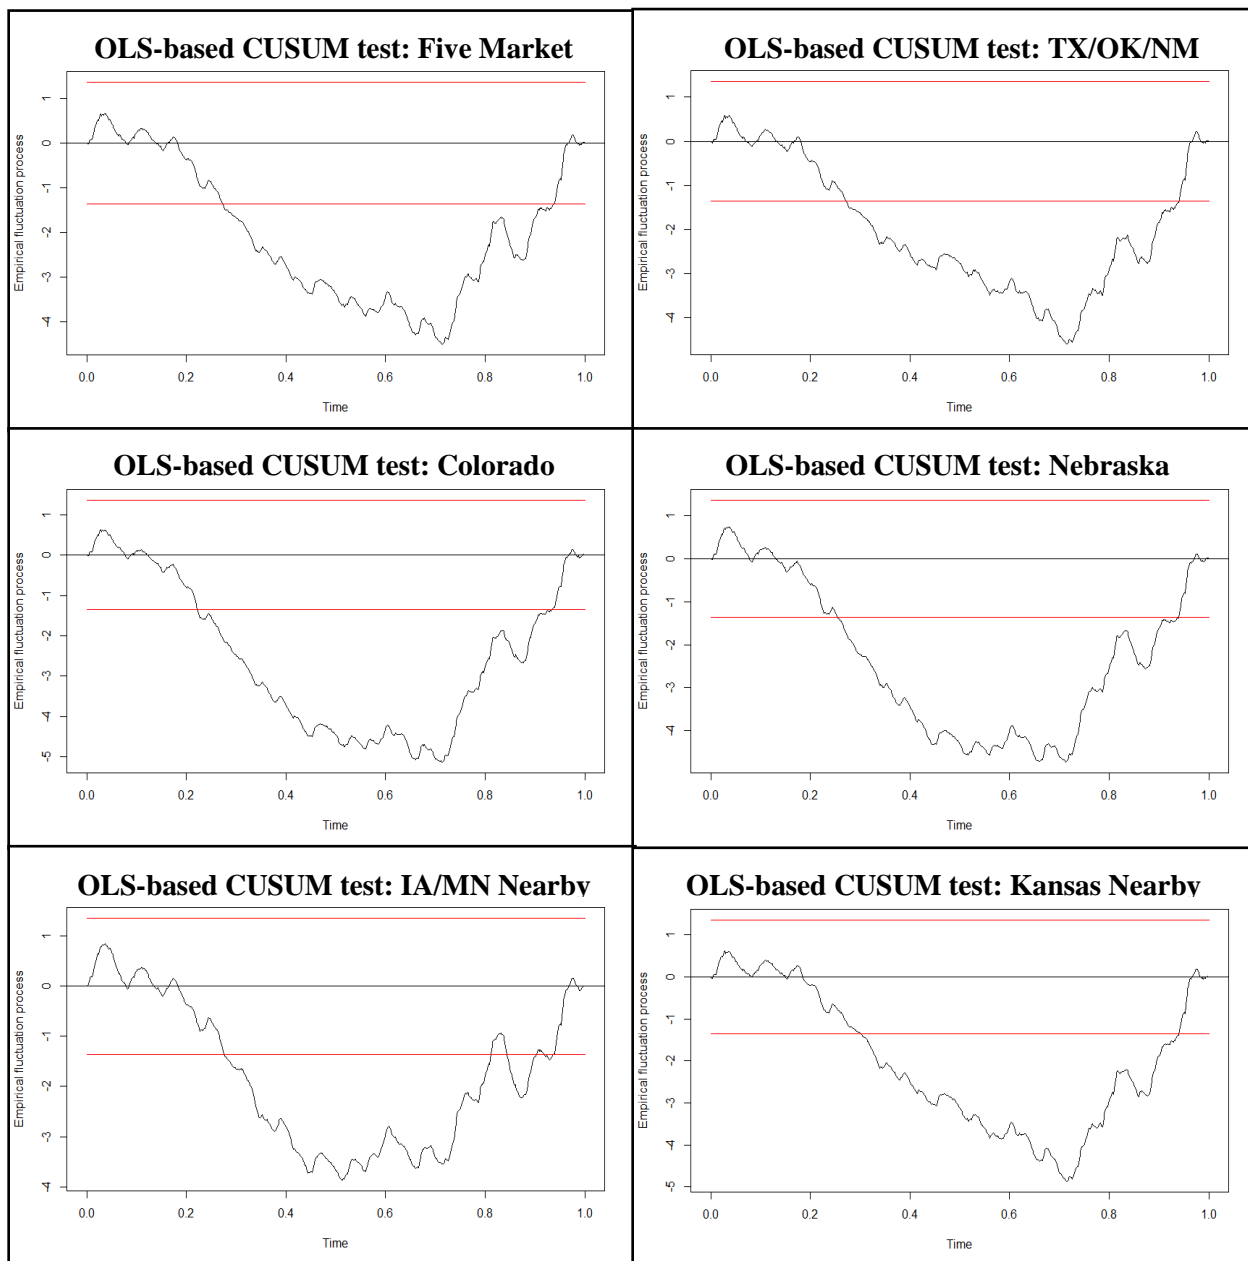 OLS-based CUSUM test: Five Market
Empirical fluctuation process
1
0
-1
-2
-3
-4
0.0 0.2 0.4 0.6 0.8 1.0
Time
OLS-based CUSUM test: TX/OK/NM
Empirical fluctuation process
1
0
-1
-2
-3
-4
0.0 0.2 0.4 0.6 0.8 1.0
Time
OLS-based CUSUM test: Colorado
Empirical fluctuation process
1
0
-1
-2
-3
-4
-5
0.0 0.2 0.4 0.6 0.8 1.0
Time
OLS-based CUSUM test: Nebraska
Empirical fluctuation process
1
0
-1
-2
-3
-4
0.0 0.2 0.4 0.6 0.8 1.0
Time
OLS-based CUSUM test: IA/MN Nearby
Empirical fluctuation process
1
0
-1
-2
-3
-4
0.0 0.2 0.4 0.6 0.8 1.0
Time
OLS-based CUSUM test: Kansas Nearby
Empirical fluctuation process
1
0
-1
-2
-3
-4
-5
0.0 0.2 0.4 0.6 0.8 1.0
Time